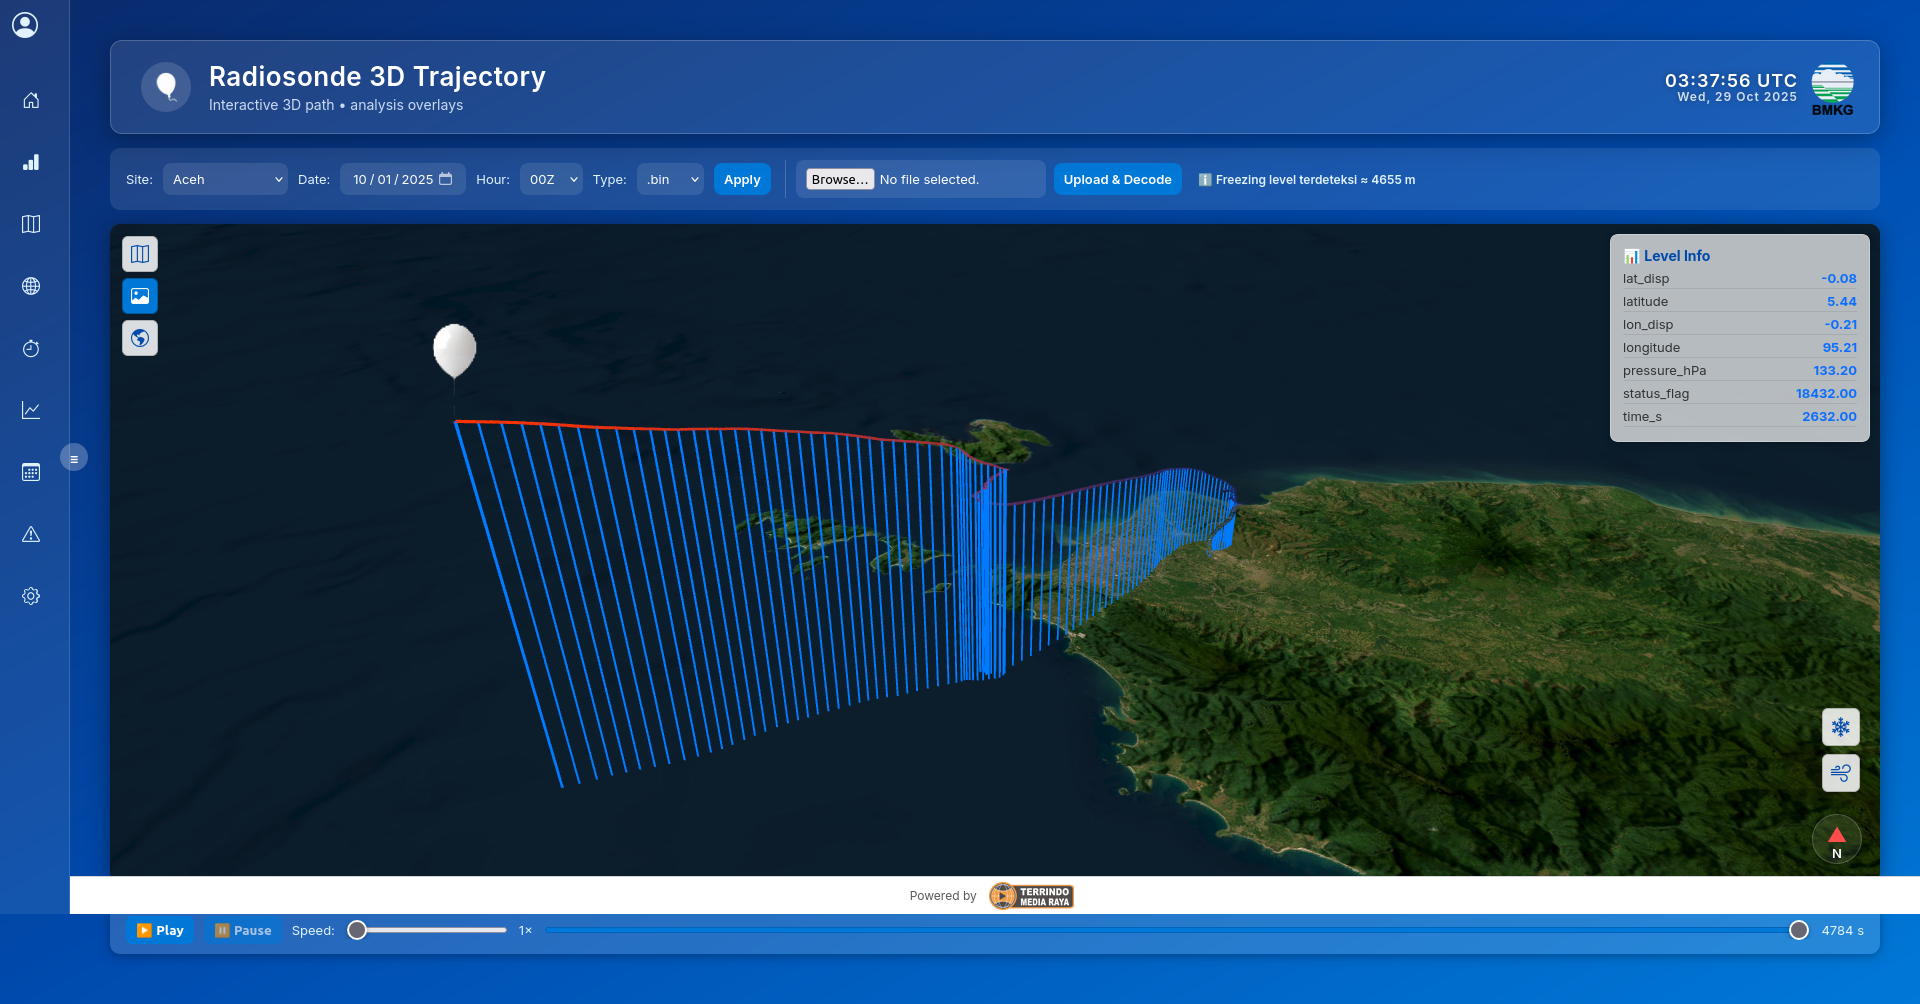 Radiosonde 3D Trajectory
Interactive 3D path • analysis overlays
03:37:56 UTC
Wed, 29 Oct 2025
BMKG
Site: Aceh Date: 10 / 01 / 2025 Hour: 00Z Type: .bin Apply Browse... No file selected. Upload & Decode ℹ️ Freezing level terdeteksi ≈ 4655 m
📊 Level Info
lat_disp -0.08
latitude 5.44
lon_disp -0.21
longitude 95.21
pressure_hPa 133.20
status_flag 18432.00
time_s 2632.00
N
Powered by TERRINDO
MEDIA RAYA
▶️ Play ⏸️ Pause Speed: 1× 4784 s